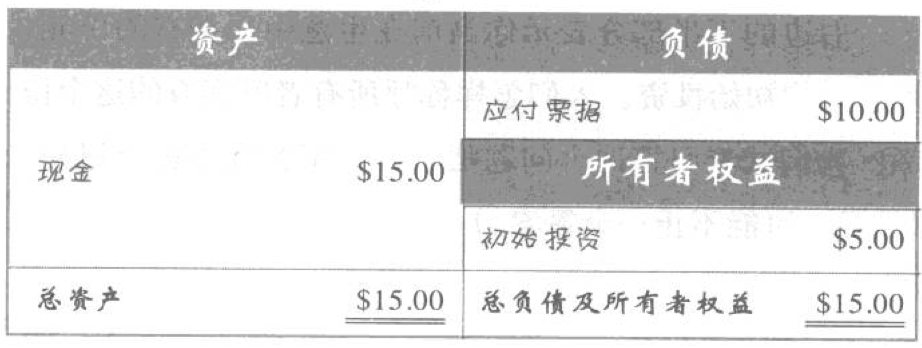 资产 负债
应付票据 $10.00
现金 $15.00 所有者权益
初始投资 $5.00
总资产 $15.00 总负债及所有者权益 $15.00